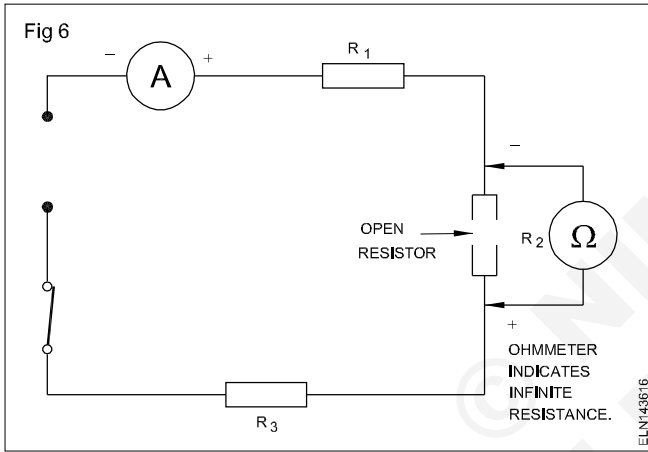 Fig 6
– A +
R1
–
OPEN
RESISTOR
R2 Ω
+
OHMMETER
INDICATES
INFINITE
RESISTANCE.
R3
ELN143616
©